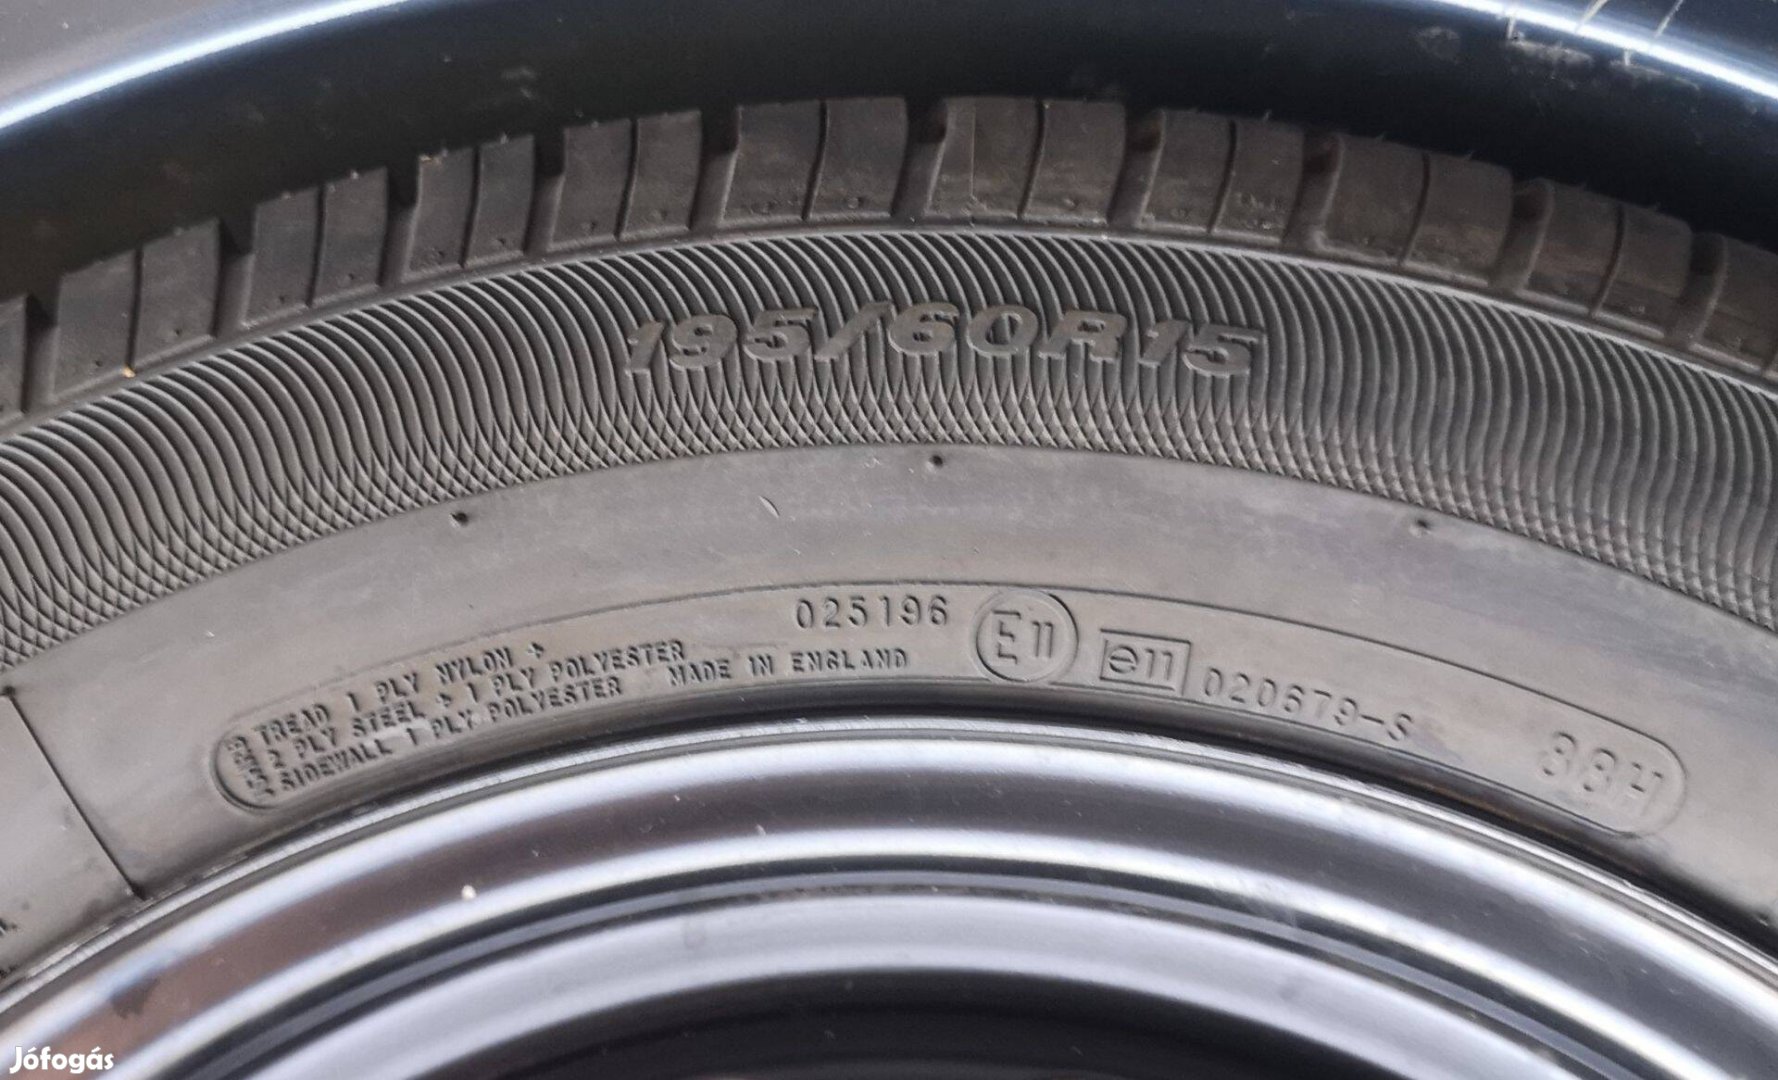 195/60R15
025196 E11 e11 020679-S 88H
TREAD 1 PLY NYLON +
2 PLY STEEL + 1 PLY POLYESTER
SIDEWALL 1 PLY POLYESTER MADE IN ENGLAND
Jófogás